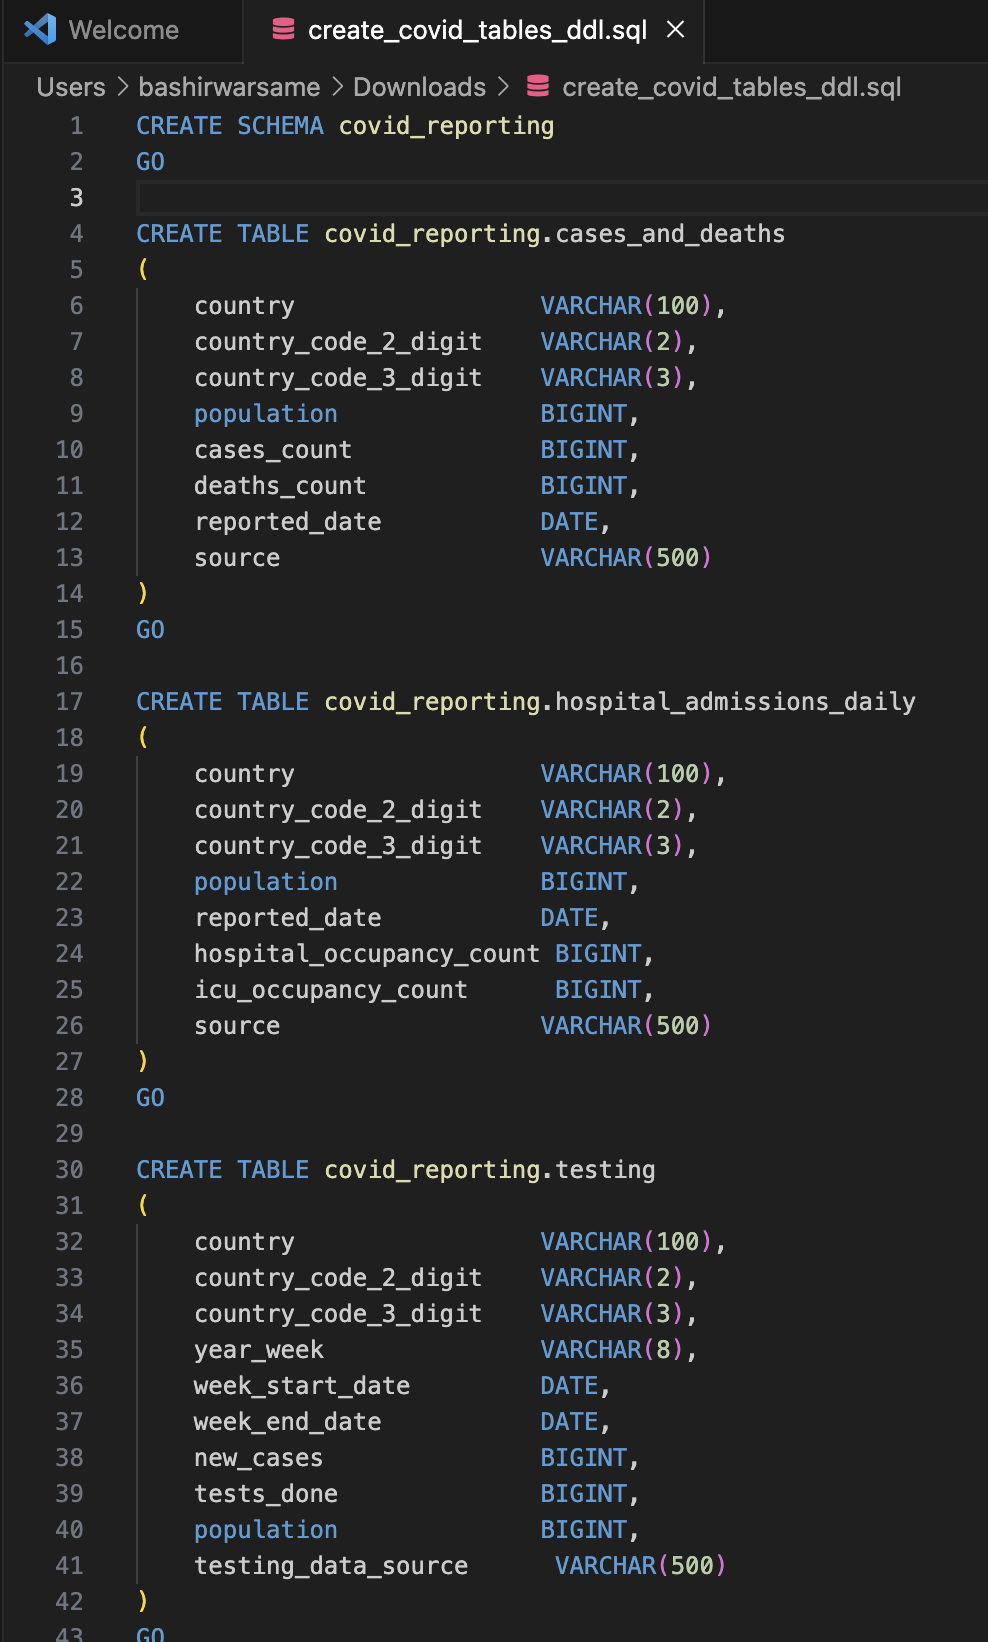 Welcome create_covid_tables_ddl.sql ×
Users > bashirwarsame > Downloads > create_covid_tables_ddl.sql
1 CREATE SCHEMA covid_reporting
2 GO
3
4 CREATE TABLE covid_reporting.cases_and_deaths
5 (
6 country VARCHAR(100),
7 country_code_2_digit VARCHAR(2),
8 country_code_3_digit VARCHAR(3),
9 population BIGINT,
10 cases_count BIGINT,
11 deaths_count BIGINT,
12 reported_date DATE,
13 source VARCHAR(500)
14 )
15 GO
16
17 CREATE TABLE covid_reporting.hospital_admissions_daily
18 (
19 country VARCHAR(100),
20 country_code_2_digit VARCHAR(2),
21 country_code_3_digit VARCHAR(3),
22 population BIGINT,
23 reported_date DATE,
24 hospital_occupancy_count BIGINT,
25 icu_occupancy_count BIGINT,
26 source VARCHAR(500)
27 )
28 GO
29
30 CREATE TABLE covid_reporting.testing
31 (
32 country VARCHAR(100),
33 country_code_2_digit VARCHAR(2),
34 country_code_3_digit VARCHAR(3),
35 year_week VARCHAR(8),
36 week_start_date DATE,
37 week_end_date DATE,
38 new_cases BIGINT,
39 tests_done BIGINT,
40 population BIGINT,
41 testing_data_source VARCHAR(500)
42 )
43 GO